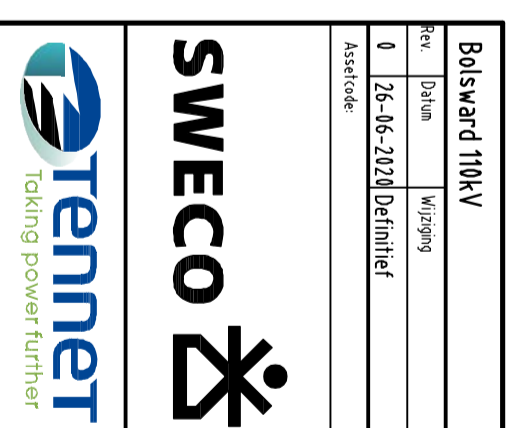 Bolsward 110kV
Rev. Datum Wijziging
0 26-06-2020 Definitief
Assetcode:
SWECO
TenneT
Taking power further